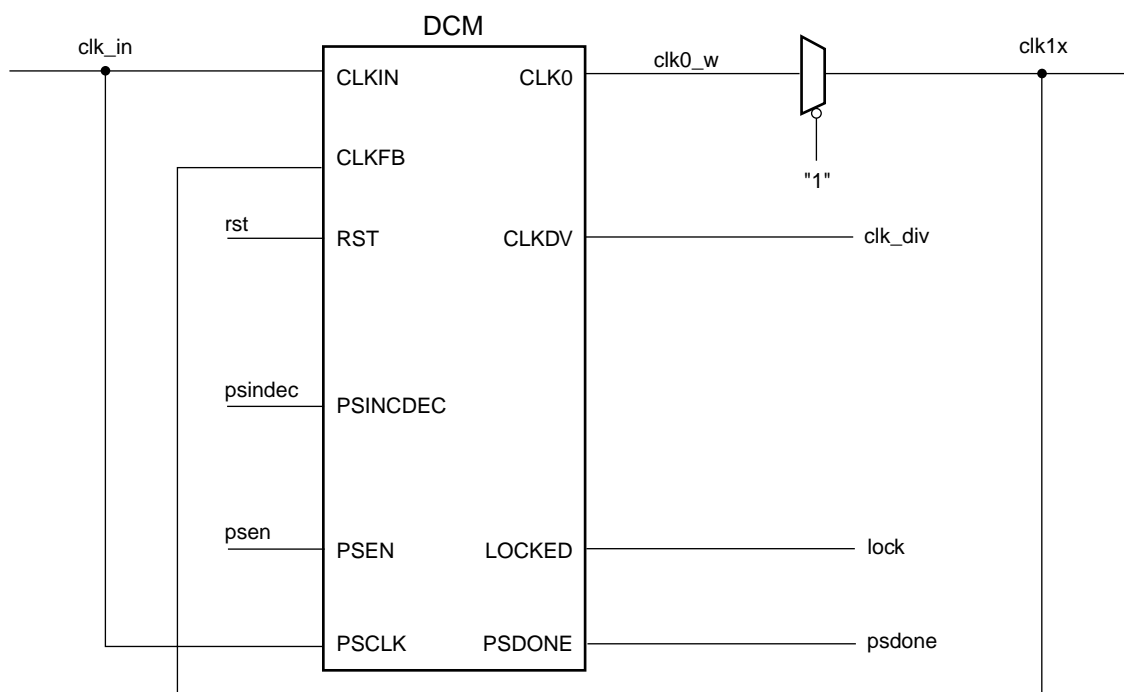 DCM
clk_in
clk0_w
clk1x
CLKIN
CLK0
CLKFB
"1"
rst
RST
CLKDV
clk_div
psindec
PSINCDEC
psen
PSEN
LOCKED
lock
PSCLK
PSDONE
psdone